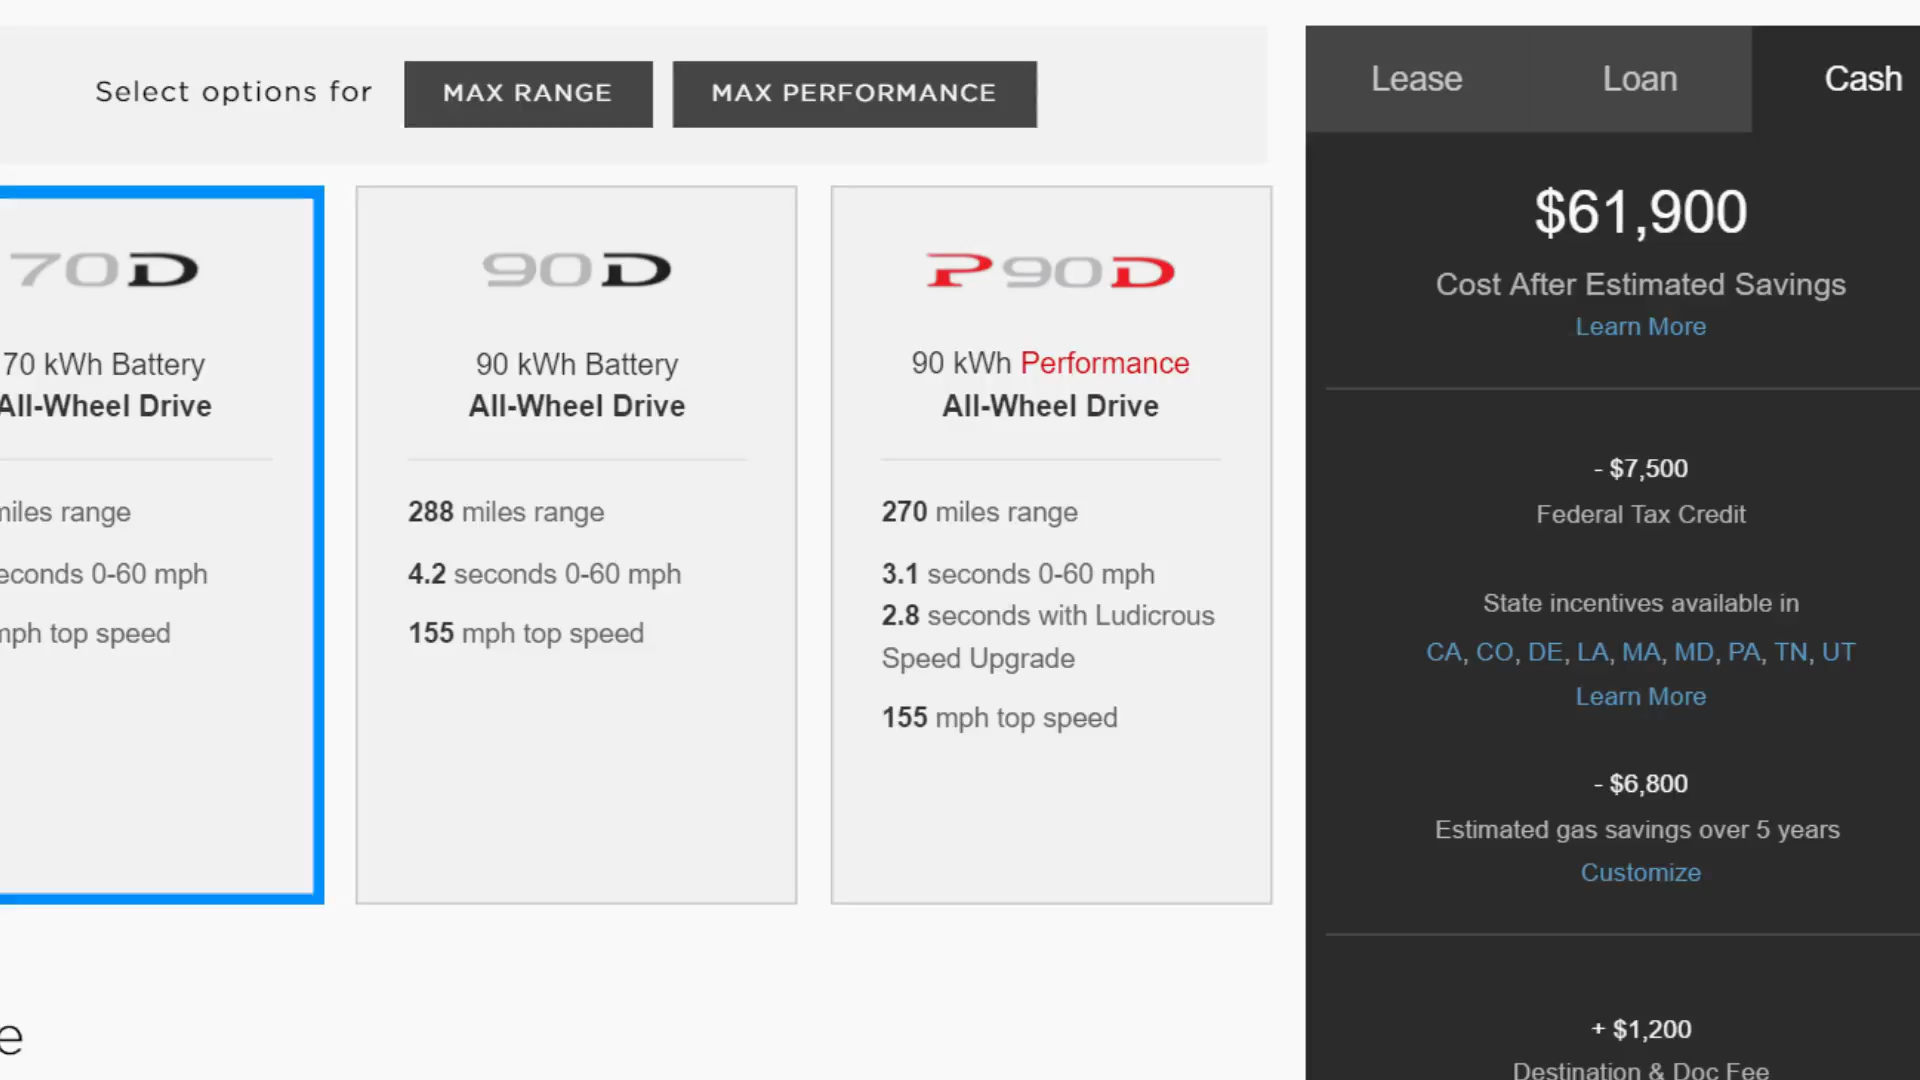 Select options for
MAX RANGE
MAX PERFORMANCE
70D
70 kWh Battery
All-Wheel Drive
miles range
seconds 0-60 mph
mph top speed
90D
90 kWh Battery
All-Wheel Drive
288 miles range
4.2 seconds 0-60 mph
155 mph top speed
P90D
90 kWh Performance
All-Wheel Drive
270 miles range
3.1 seconds 0-60 mph
2.8 seconds with Ludicrous
Speed Upgrade
155 mph top speed
Lease
Loan
Cash
$61,900
Cost After Estimated Savings
Learn More
- $7,500
Federal Tax Credit
State incentives available in
CA, CO, DE, LA, MA, MD, PA, TN, UT
Learn More
- $6,800
Estimated gas savings over 5 years
Customize
+ $1,200
Destination & Doc Fee